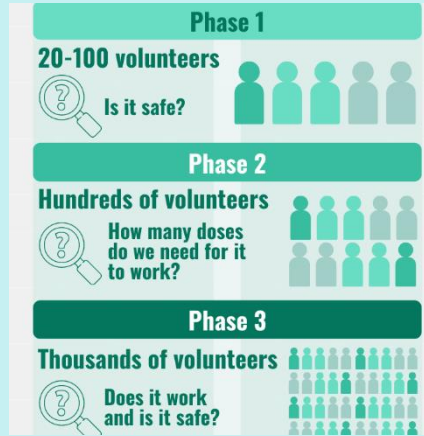 Phase 1
20-100 volunteers
?
Is it safe?
Phase 2
Hundreds of volunteers
?
How many doses
do we need for it
to work?
Phase 3
Thousands of volunteers
?
Does it work
and is it safe?